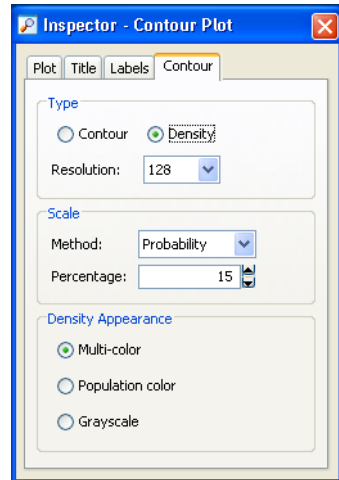 Inspector - Contour Plot
Plot Title Labels Contour
Type
Contour Density
Resolution: 128
Scale
Method: Probability
Percentage: 15
Density Appearance
Multi-color
Population color
Grayscale